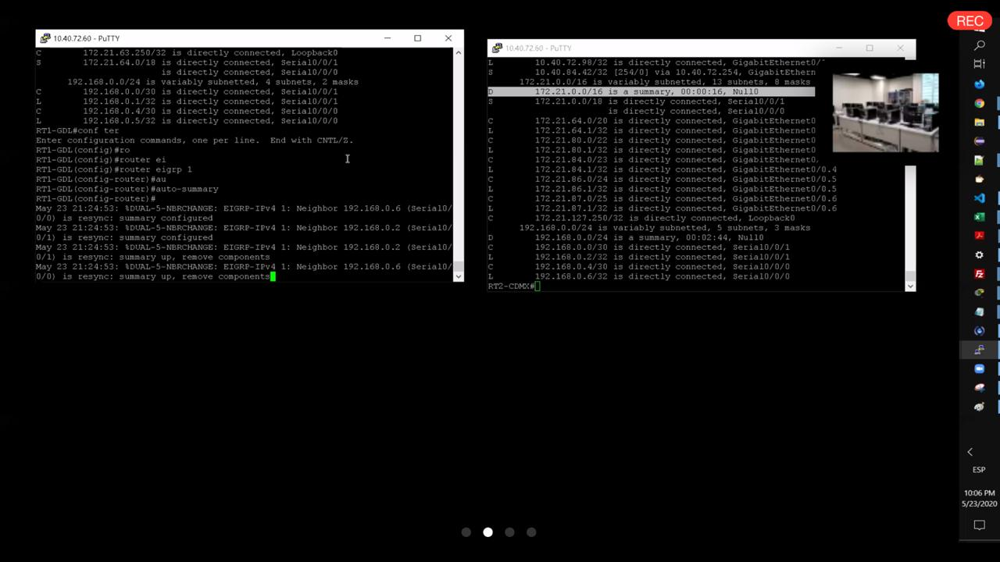 REC
10.40.72.60 - PuTTY
C 172.21.63.250/32 is directly connected, Loopback0
S 172.21.64.0/18 is directly connected, Serial0/0/1
is directly connected, Serial0/0/0
192.168.0.0/24 is variably subnetted, 4 subnets, 2 masks
C 192.168.0.0/30 is directly connected, Serial0/0/1
L 192.168.0.1/32 is directly connected, Serial0/0/1
C 192.168.0.4/30 is directly connected, Serial0/0/0
L 192.168.0.5/32 is directly connected, Serial0/0/0
RT1-GDL#conf ter
Enter configuration commands, one per line. End with CNTL/Z.
RT1-GDL(config)#ro
RT1-GDL(config)#router ei
RT1-GDL(config)#router eigrp 1
RT1-GDL(config-router)#au
RT1-GDL(config-router)#auto-summary
RT1-GDL(config-router)#
May 23 21:24:53: %DUAL-5-NBRCHANGE: EIGRP-IPv4 1: Neighbor 192.168.0.6 (Serial0/
0/0) is resync: summary configured
May 23 21:24:53: %DUAL-5-NBRCHANGE: EIGRP-IPv4 1: Neighbor 192.168.0.2 (Serial0/
0/1) is resync: summary configured
May 23 21:24:53: %DUAL-5-NBRCHANGE: EIGRP-IPv4 1: Neighbor 192.168.0.2 (Serial0/
0/1) is resync: summary up, remove components
May 23 21:24:53: %DUAL-5-NBRCHANGE: EIGRP-IPv4 1: Neighbor 192.168.0.6 (Serial0/
0/0) is resync: summary up, remove components
10.40.72.60 - PuTTY
L 10.40.72.98/32 is directly connected, GigabitEthernet0/
S 10.40.84.42/32 [254/0] via 10.40.72.254, GigabitEthernet0
172.21.0.0/16 is variably subnetted, 13 subnets, 8 masks
D 172.21.0.0/16 is a summary, 00:00:16, Null0
S 172.21.0.0/18 is directly connected, Serial0/0/1
is directly connected, Serial0/0/0
C 172.21.64.0/20 is directly connected, GigabitEthernet0
L 172.21.64.1/32 is directly connected, GigabitEthernet0
C 172.21.80.0/22 is directly connected, GigabitEthernet0
L 172.21.80.1/32 is directly connected, GigabitEthernet0
C 172.21.84.0/23 is directly connected, GigabitEthernet0
L 172.21.84.1/32 is directly connected, GigabitEthernet0/0.4
C 172.21.86.0/24 is directly connected, GigabitEthernet0/0.5
L 172.21.86.1/32 is directly connected, GigabitEthernet0/0.5
C 172.21.87.0/25 is directly connected, GigabitEthernet0/0.6
L 172.21.87.1/32 is directly connected, GigabitEthernet0/0.6
C 172.21.127.250/32 is directly connected, Loopback0
192.168.0.0/24 is variably subnetted, 5 subnets, 3 masks
D 192.168.0.0/24 is a summary, 00:02:44, Null0
C 192.168.0.0/30 is directly connected, Serial0/0/1
L 192.168.0.2/32 is directly connected, Serial0/0/1
C 192.168.0.4/30 is directly connected, Serial0/0/0
L 192.168.0.6/32 is directly connected, Serial0/0/0
RT2-CDMX#
ESP
10:06 PM
5/23/2020